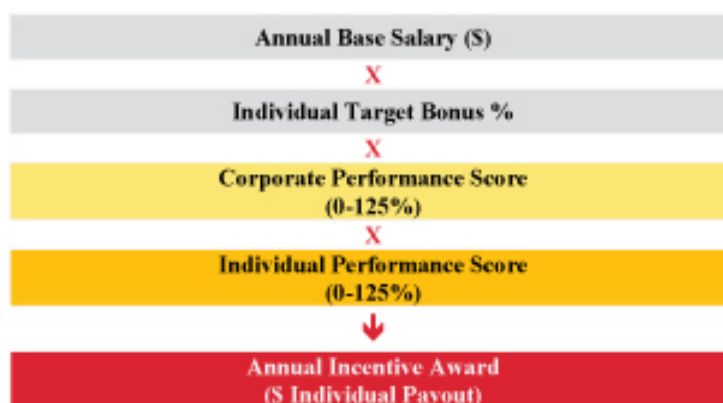 Annual Base Salary ($)
X
Individual Target Bonus %
X
Corporate Performance Score
(0-125%)
X
Individual Performance Score
(0-125%)
Annual Incentive Award
($ Individual Payout)